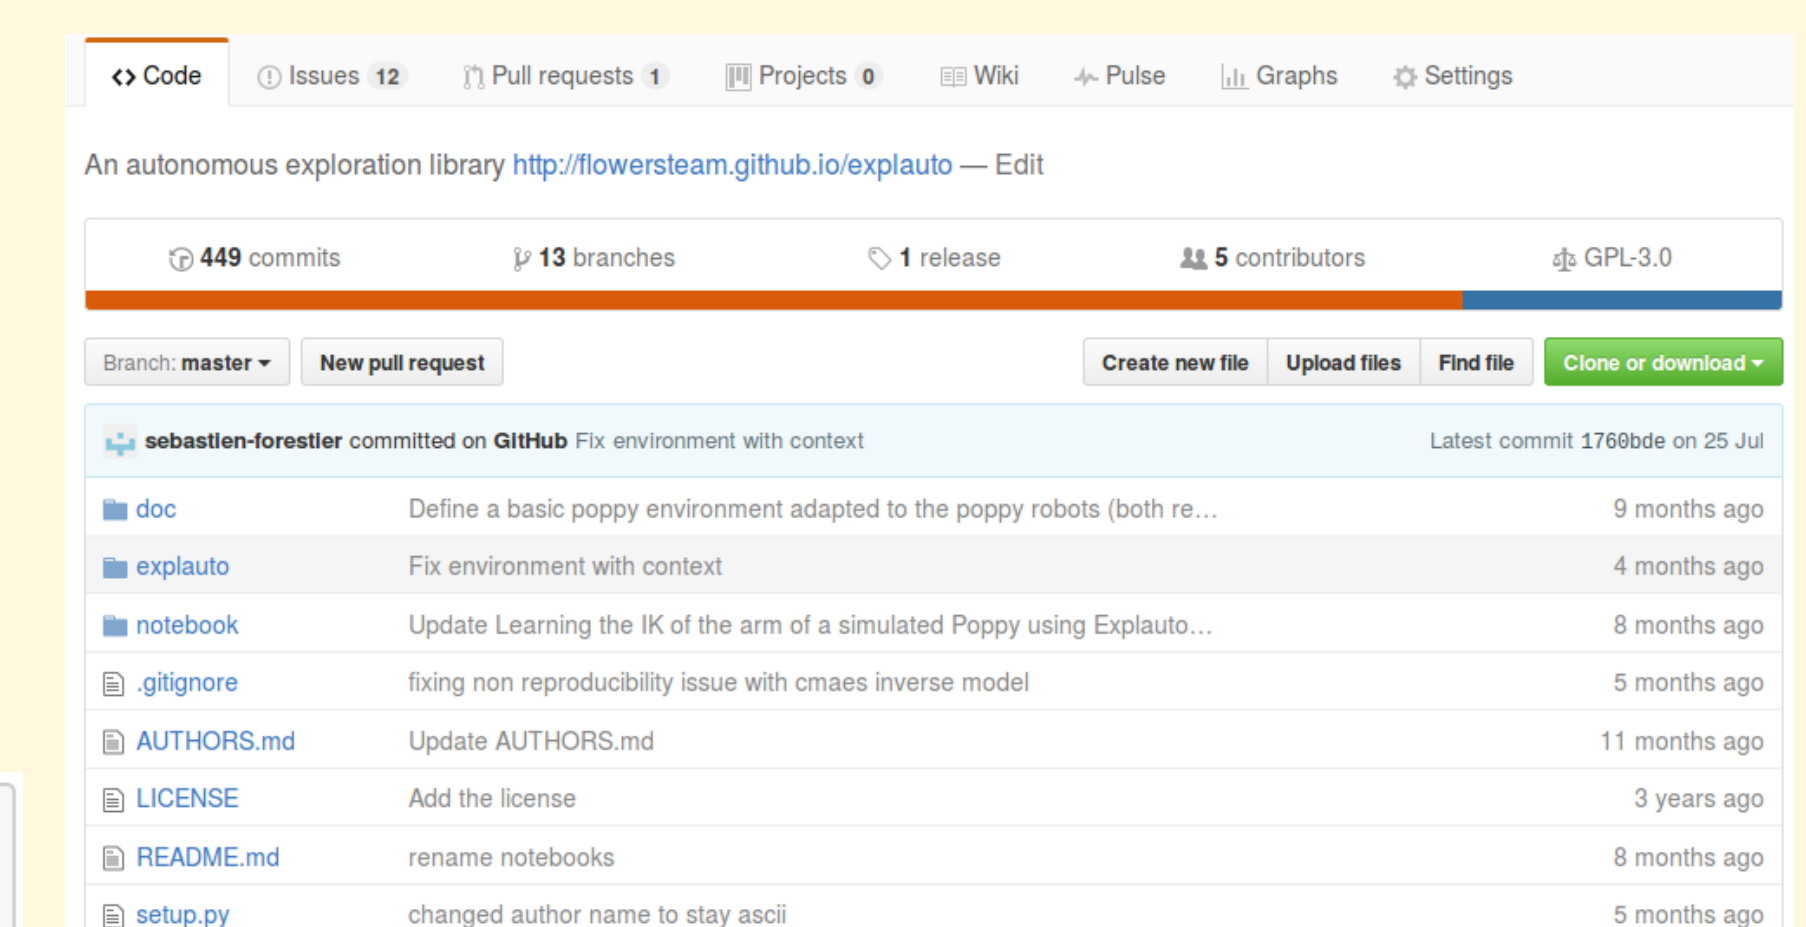 Code Issues 12 Pull requests 1 Projects 0 Wiki Pulse Graphs Settings
An autonomous exploration library http://flowersteam.github.io/explauto — Edit
449 commits 13 branches 1 release 5 contributors GPL-3.0
Branch: master New pull request Create new file Upload files Find file Clone or download
sebastien-forestier committed on GitHub Fix environment with context Latest commit 1760bde on 25 Jul
doc Define a basic poppy environment adapted to the poppy robots (both re… 9 months ago
explauto Fix environment with context 4 months ago
notebook Update Learning the IK of the arm of a simulated Poppy using Explauto… 8 months ago
.gitignore fixing non reproducibility issue with cmaes inverse model 5 months ago
AUTHORS.md Update AUTHORS.md 11 months ago
LICENSE Add the license 3 years ago
README.md rename notebooks 8 months ago
setup.py changed author name to stay ascii 5 months ago